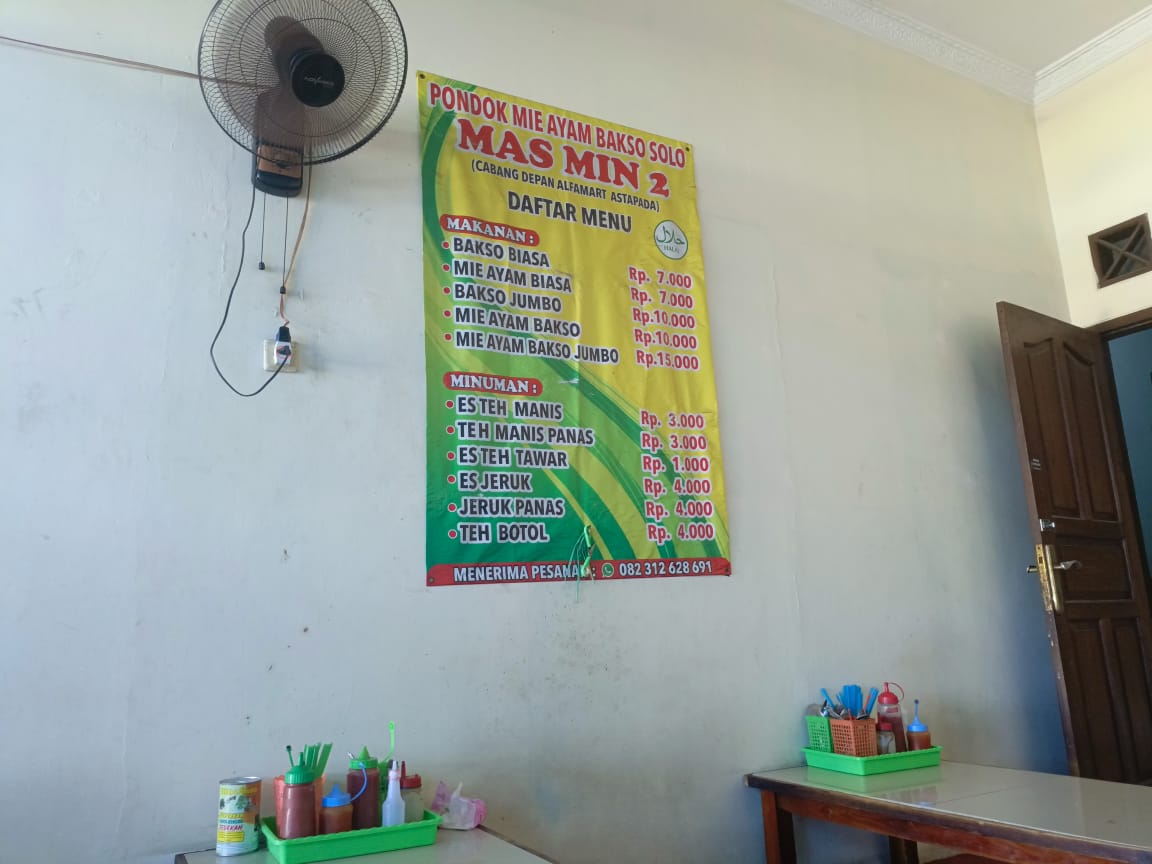 PONDOK MIE AYAM BAKSO SOLO
MAS MIN 2
(CABANG DEPAN ALFAMART ASTAPADA)
DAFTAR MENU
حلال
HALAL
MAKANAN :
• BAKSO BIASA Rp. 7.000
• MIE AYAM BIASA Rp. 7.000
• BAKSO JUMBO Rp.10.000
• MIE AYAM BAKSO Rp.10.000
• MIE AYAM BAKSO JUMBO Rp.15.000
MINUMAN :
• ES TEH MANIS Rp. 3.000
• TEH MANIS PANAS Rp. 3.000
• ES TEH TAWAR Rp. 1.000
• ES JERUK Rp. 4.000
• JERUK PANAS Rp. 4.000
• TEH BOTOL Rp. 4.000
MENERIMA PESANAN : 082 312 628 691